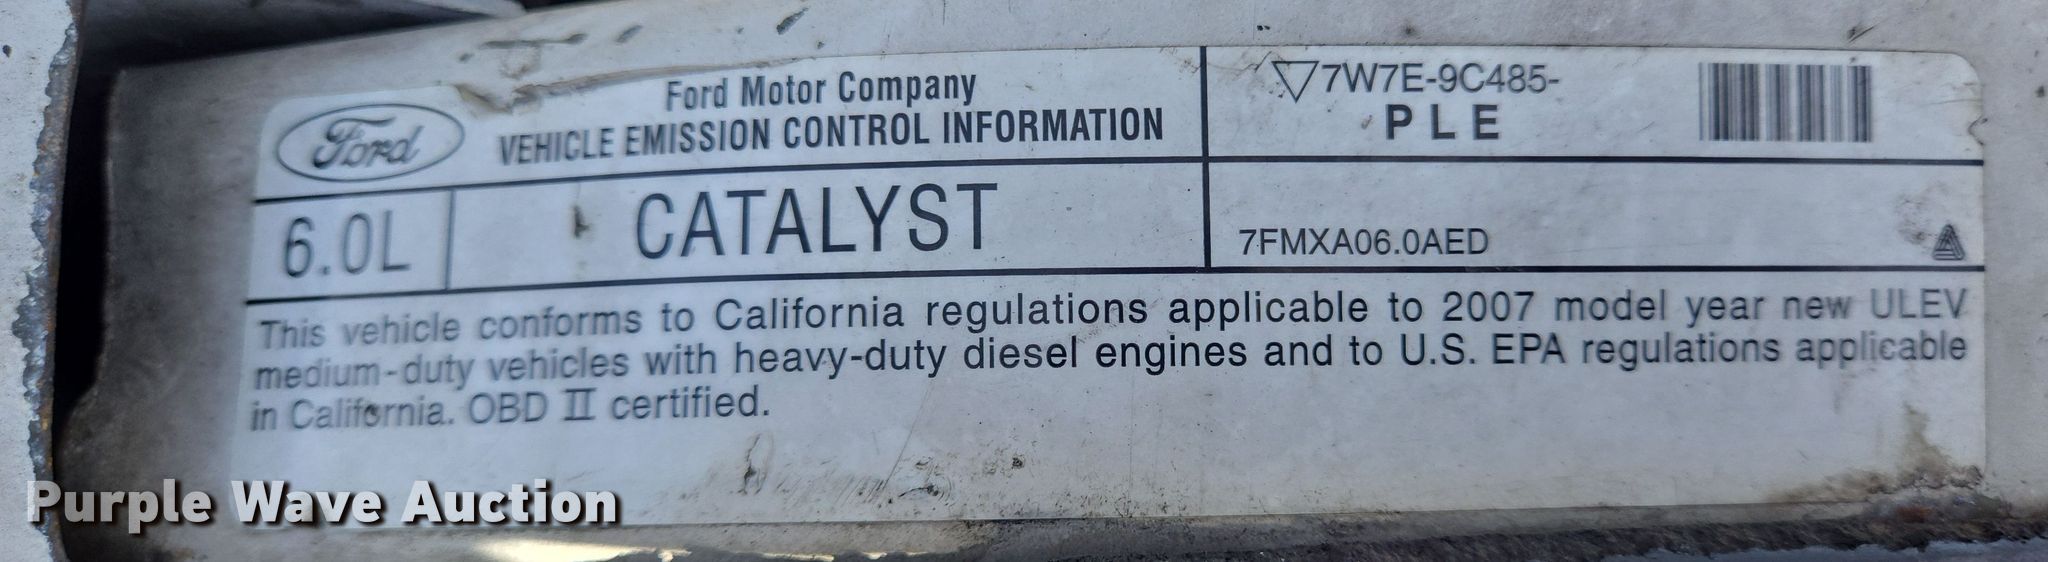 Ford
Ford Motor Company
VEHICLE EMISSION CONTROL INFORMATION
7W7E-9C485-
PLE
6.0L
CATALYST
7FMXA06.0AED
This vehicle conforms to California regulations applicable to 2007 model year new ULEV
medium-duty vehicles with heavy-duty diesel engines and to U.S. EPA regulations applicable
in California. OBD II certified.
Purple Wave Auction